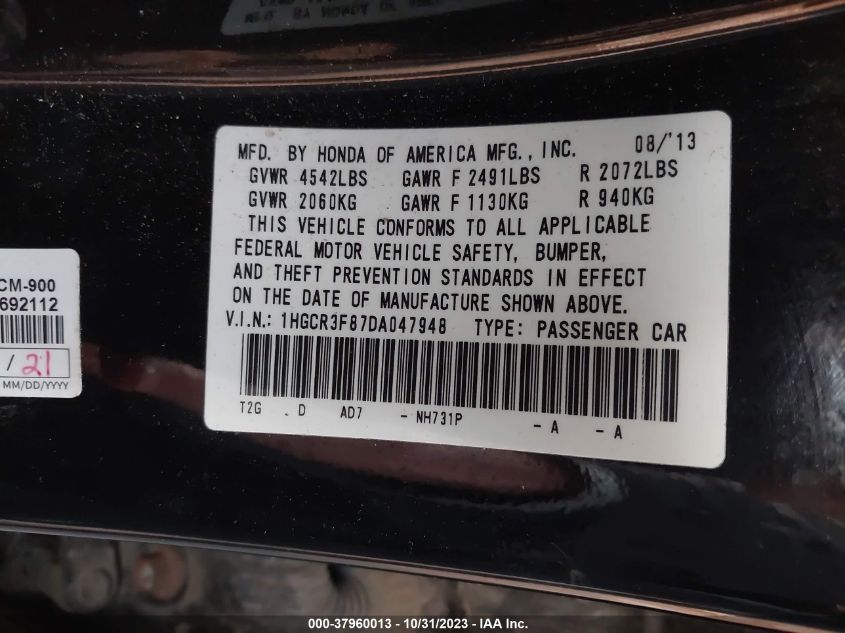 MFD. BY HONDA OF AMERICA MFG., INC. 08/'13
GVWR 4542LBS GAWR F 2491LBS R 2072LBS
GVWR 2060KG GAWR F 1130KG R 940KG
THIS VEHICLE CONFORMS TO ALL APPLICABLE
FEDERAL MOTOR VEHICLE SAFETY, BUMPER,
AND THEFT PREVENTION STANDARDS IN EFFECT
ON THE DATE OF MANUFACTURE SHOWN ABOVE.
V.I.N.: 1HGCR3F87DA047948 TYPE: PASSENGER CAR
T2G . D AD7 - NH731P - A - A
CM-900
692112
/ 21
MM/DD/YYYY
000-37960013 - 10/31/2023 - IAA Inc.